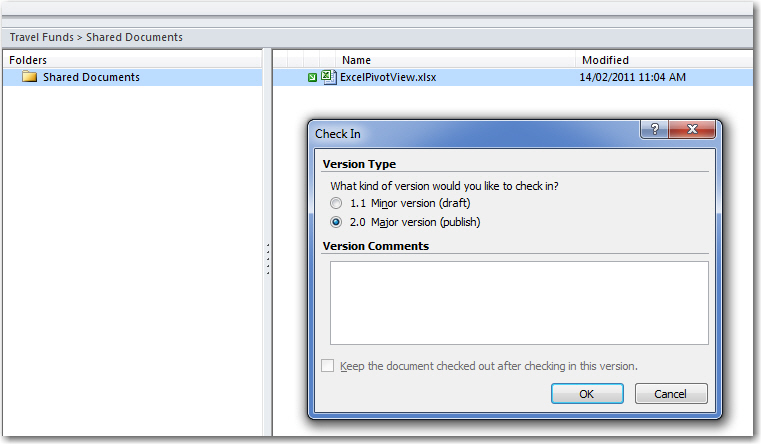 Travel Funds > Shared Documents
Folders
Name Modified
Shared Documents
ExcelPivotView.xlsx 14/02/2011 11:04 AM
Check In
?
Version Type
What kind of version would you like to check in?
1.1 Minor version (draft)
2.0 Major version (publish)
Version Comments
Keep the document checked out after checking in this version.
OK Cancel